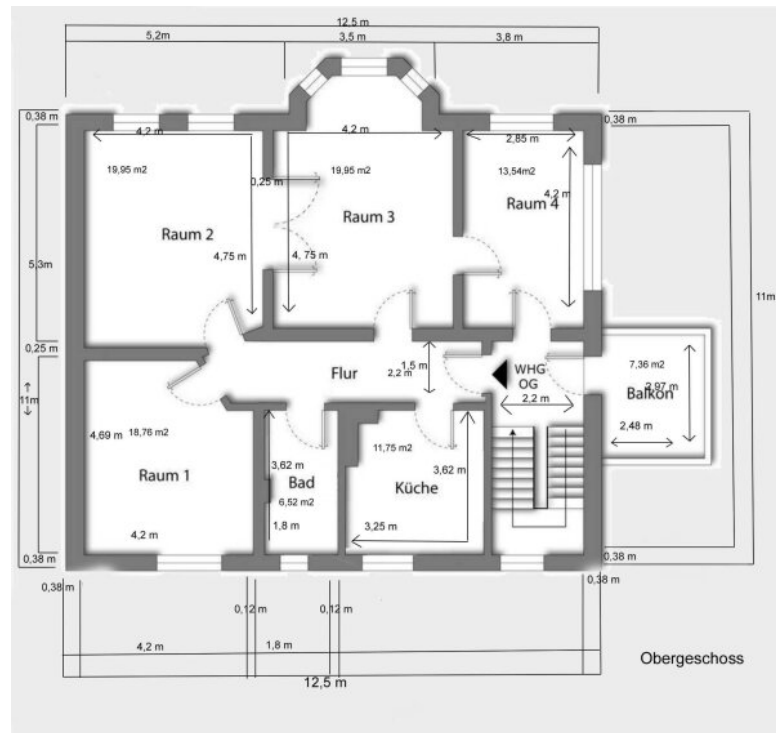 12,5 m
5,2m
3,5 m
3,8 m
0,38 m
0,38 m
4,2 m
4,2 m
2,85 m
19,95 m2
0,25 m
19,95 m2
13,54m2
4,2 m
Raum 2
Raum 3
Raum 4
4,75 m
4, 75 m
5,3m
11m
0,25 m
11m
Flur
2,2 m
1,5 m
WHG
OG
2,2 m
7,36 m2
Balkon
2,97 m
2,48 m
4,69 m
18,76 m2
Raum 1
4,2 m
3,62 m
Bad
6,52 m2
1,8 m
11,75 m2
3,62 m
Küche
3,25 m
0,38 m
0,38 m
0,38 m
0,12 m
0,12 m
0,38 m
4,2 m
1,8 m
12,5 m
Obergeschoss